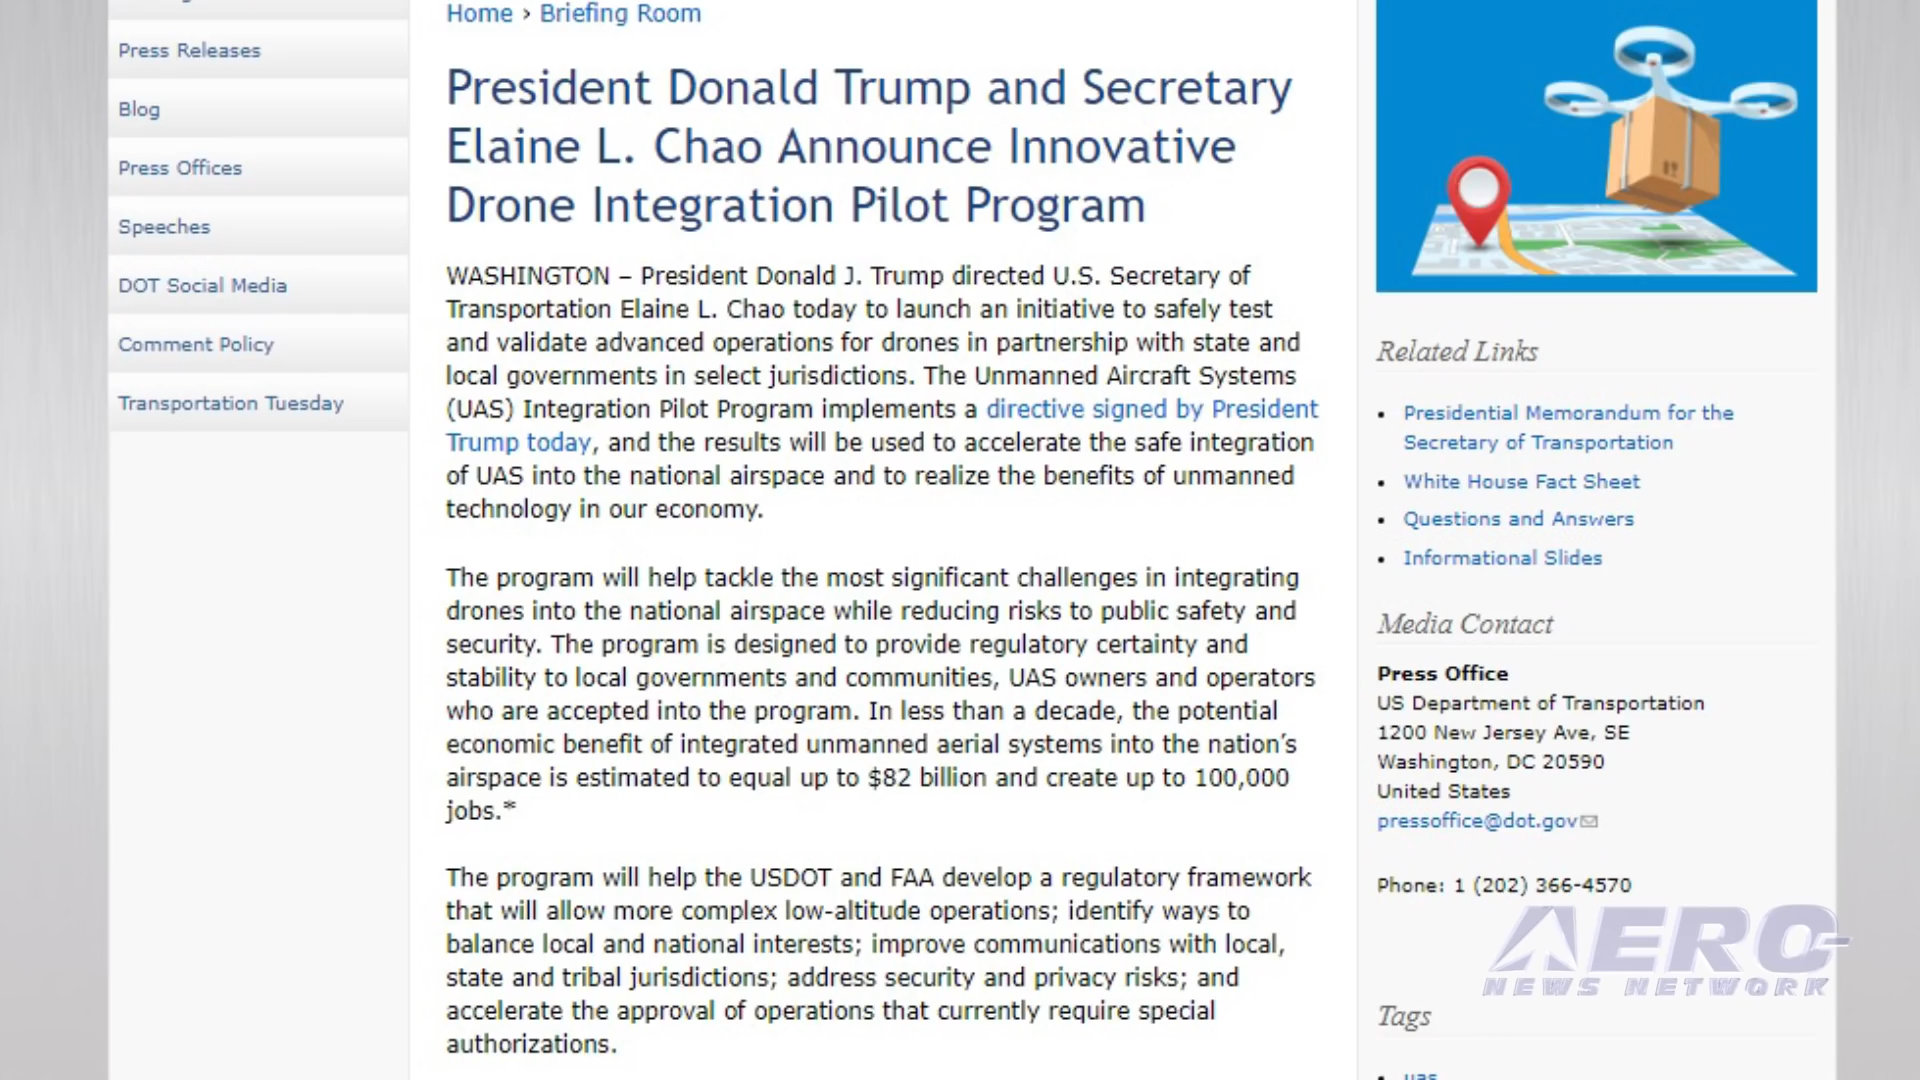 Press Releases
Blog
Press Offices
Speeches
DOT Social Media
Comment Policy
Transportation Tuesday
Home › Briefing Room
President Donald Trump and Secretary
Elaine L. Chao Announce Innovative
Drone Integration Pilot Program
WASHINGTON – President Donald J. Trump directed U.S. Secretary of
Transportation Elaine L. Chao today to launch an initiative to safely test
and validate advanced operations for drones in partnership with state and
local governments in select jurisdictions. The Unmanned Aircraft Systems
(UAS) Integration Pilot Program implements a directive signed by President
Trump today, and the results will be used to accelerate the safe integration
of UAS into the national airspace and to realize the benefits of unmanned
technology in our economy.
The program will help tackle the most significant challenges in integrating
drones into the national airspace while reducing risks to public safety and
security. The program is designed to provide regulatory certainty and
stability to local governments and communities, UAS owners and operators
who are accepted into the program. In less than a decade, the potential
economic benefit of integrated unmanned aerial systems into the nation's
airspace is estimated to equal up to $82 billion and create up to 100,000
jobs.*
The program will help the USDOT and FAA develop a regulatory framework
that will allow more complex low-altitude operations; identify ways to
balance local and national interests; improve communications with local,
state and tribal jurisdictions; address security and privacy risks; and
accelerate the approval of operations that currently require special
authorizations.
Related Links
• Presidential Memorandum for the
Secretary of Transportation
• White House Fact Sheet
• Questions and Answers
• Informational Slides
Media Contact
Press Office
US Department of Transportation
1200 New Jersey Ave, SE
Washington, DC 20590
United States
pressoffice@dot.gov
Phone: 1 (202) 366-4570
AERO-
NEWS NETWORK
Tags
• uas